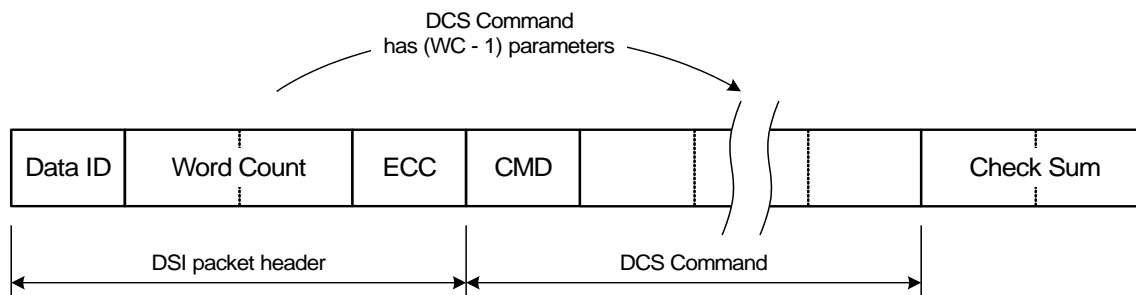 DCS Command
has (WC - 1) parameters
Data ID
Word Count
ECC
CMD
Check Sum
DSI packet header
DCS Command